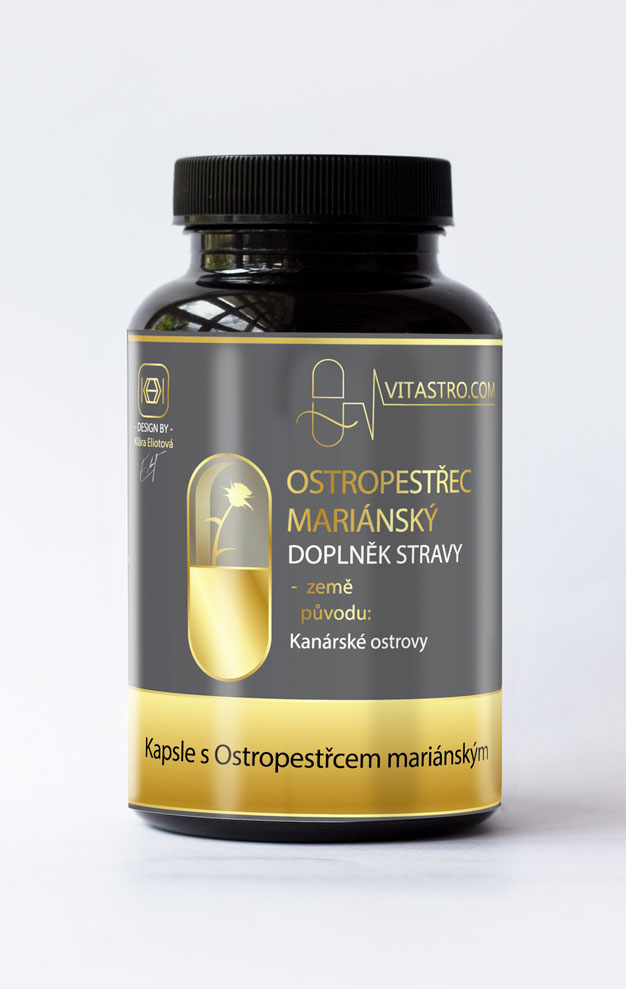 VITASTRO.COM
- DESIGN BY -
Klára Eliotová
OSTROPESTŘEC
MARIÁNSKÝ
DOPLNĚK STRAVY
- země
původu:
Kanárské ostrovy
Kapsle s Ostropestřcem mariánským